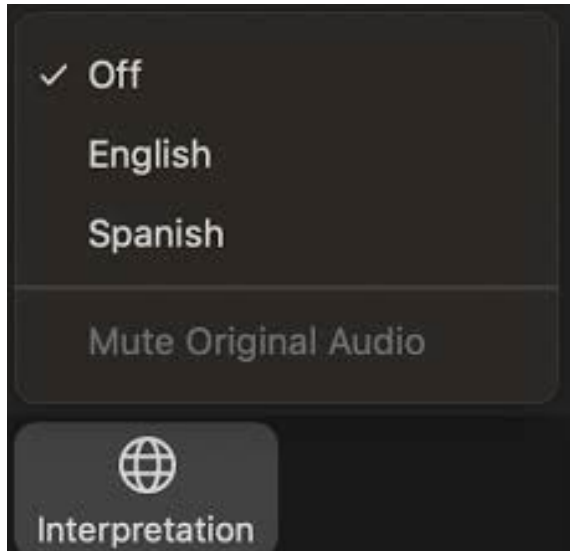 Off
English
Spanish
Mute Original Audio
Interpretation